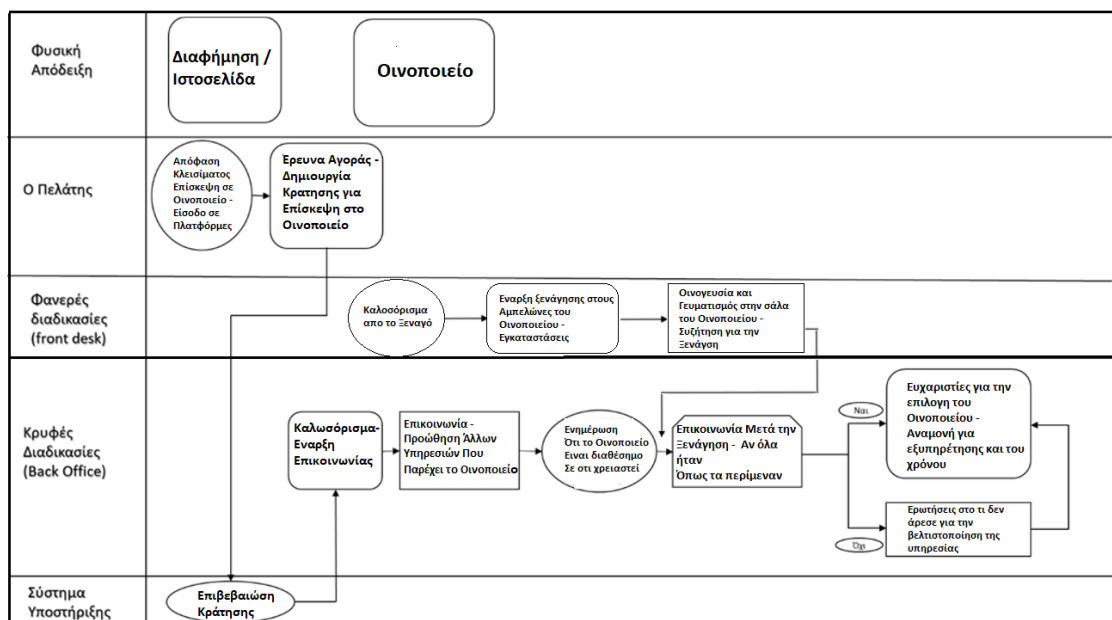 Φυσική
Απόδειξη
Διαφήμηση /
Ιστοσελίδα
Οινοποιείο
Ο Πελάτης
Απόφαση
Κλεισίματος
Επίσκεψη σε
Οινοποιείο -
Είσοδο σε
Πλατφόρμες
Έρευνα Αγοράς -
Δημιουργία
Κρατησης για
Επίσκεψη στο
Οινοποιείο
Φανερές
διαδικασίες
(front desk)
Καλοσόρισμα
απο το Ξεναγό
Εναρξη ξενάγησης στους
Αμπελώνες του
Οινοποιείου -
Εγκαταστάσεις
Οινογευσία και
Γευματισμός στην σάλα
του Οινοποιείου -
Συζήτηση για την
Ξενάγση
Κρυφές
Διαδικασίες
(Back Office)
Καλωσόρισμα-
Εναρξη
Επικοινωνίας
Επικοινωνία -
Προώθηση Άλλων
Υπηρεσιών Που
Παρέχει το Οινοποιείο
Ενημέρωση
Ότι το Οινοποιείο
Ειναι διαθέσημο
Σε οτι χρειαστεί
Επικοινωνία Μετά την
Ξενάγηση - Αν όλα
ήταν
Όπως τα περίμεναν
Ναι
Ευχαριστίες για την
επιλογη του
Οινοποιείου -
Αναμονή για
εξυπηρέτησης και του
χρόνου
Όχι
Ερωτήσεις στο τι δεν
άρεσε για την
βελτιστοποίηση της
υπηρεσίας
Σύστημα
Υποστήριξης
Επιβεβαιώση
Κράτησης